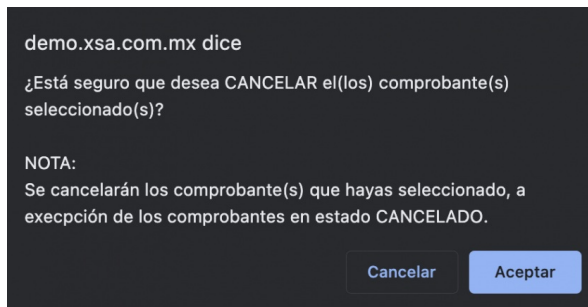 demo.xsa.com.mx dice
¿Está seguro que desea CANCELAR el(los) comprobante(s)
seleccionado(s)?
NOTA:
Se cancelarán los comprobante(s) que hayas seleccionado, a
execpción de los comprobantes en estado CANCELADO.
Cancelar
Aceptar